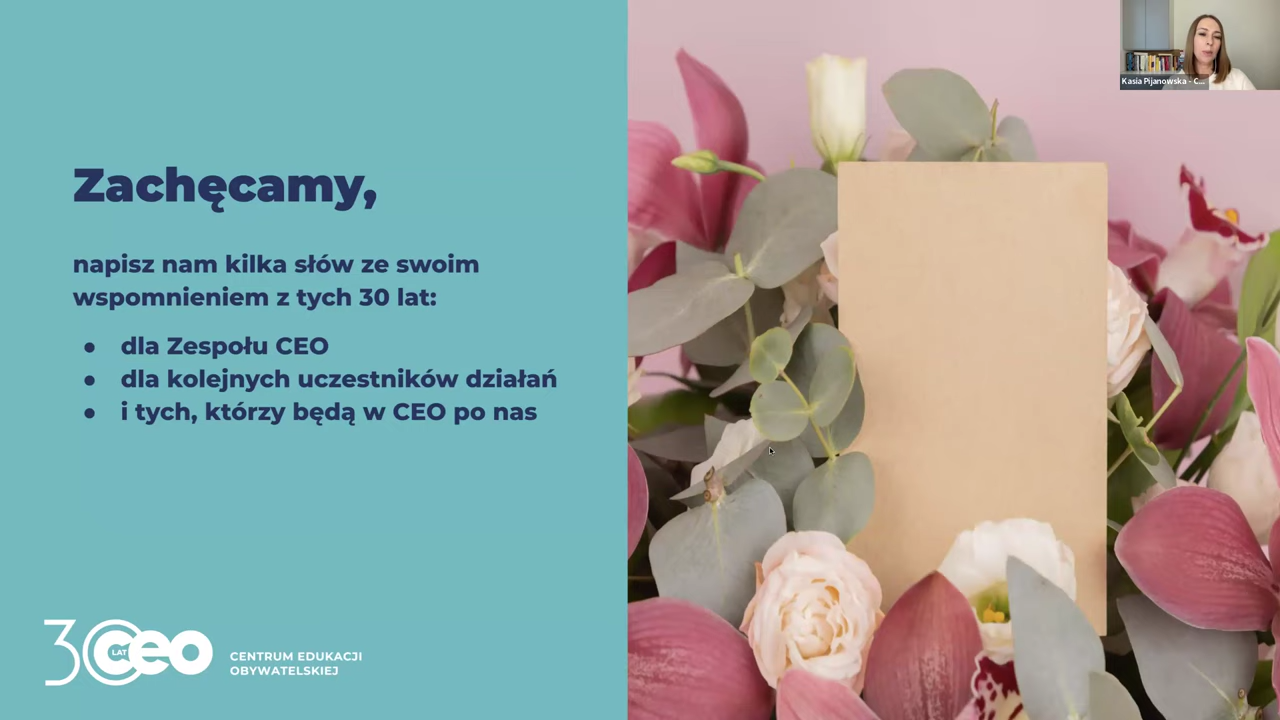 Kasia Pijanowska - C...
Zachęcamy,
napisz nam kilka słów ze swoim
wspomnieniem z tych 30 lat:
● dla Zespołu CEO
● dla kolejnych uczestników działań
● i tych, którzy będą w CEO po nas
30 LAT ceo
CENTRUM EDUKACJI
OBYWATELSKIEJ